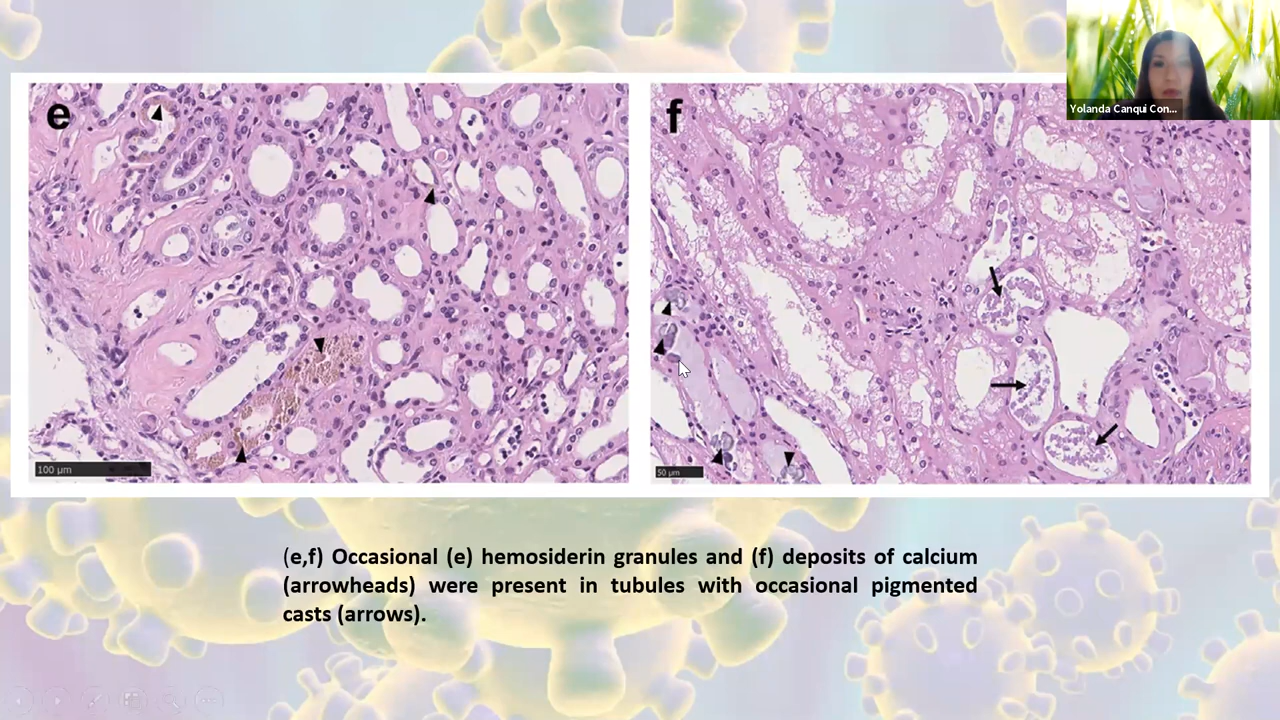 e
f
Yolanda Canqui Con...
100 µm
50 µm
(e,f) Occasional (e) hemosiderin granules and (f) deposits of calcium
(arrowheads) were present in tubules with occasional pigmented
casts (arrows).